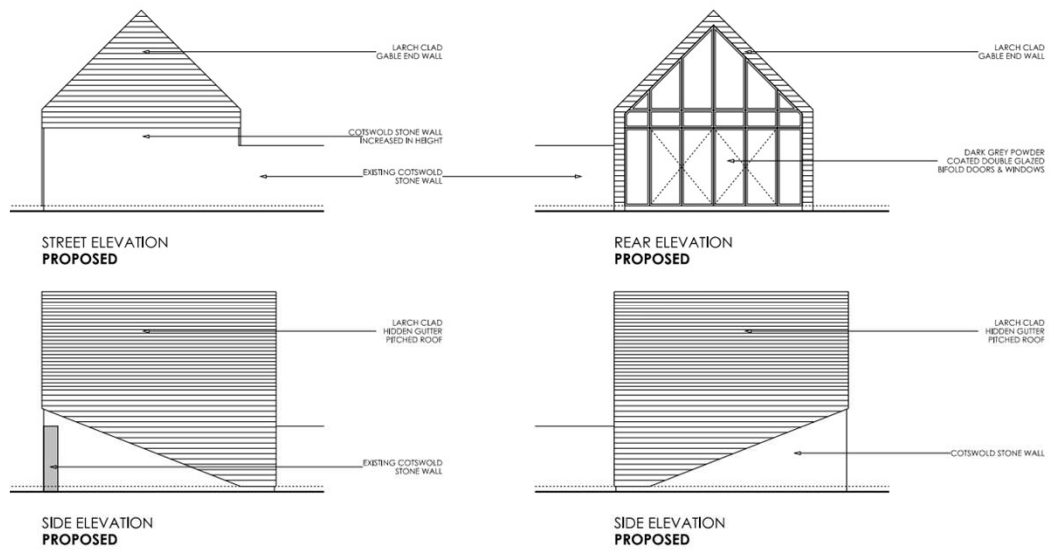 LARCH CLAD
GABLE END WALL
COTSWOLD STONE WALL
INCREASED IN HEIGHT
EXISTING COTSWOLD
STONE WALL
STREET ELEVATION
PROPOSED
LARCH CLAD
GABLE END WALL
DARK GREY POWDER
COATED DOUBLE GLAZED
BIFOLD DOORS & WINDOWS
REAR ELEVATION
PROPOSED
LARCH CLAD
HIDDEN GUTTER
PITCHED ROOF
EXISTING COTSWOLD
STONE WALL
SIDE ELEVATION
PROPOSED
LARCH CLAD
HIDDEN GUTTER
PITCHED ROOF
COTSWOLD STONE WALL
SIDE ELEVATION
PROPOSED